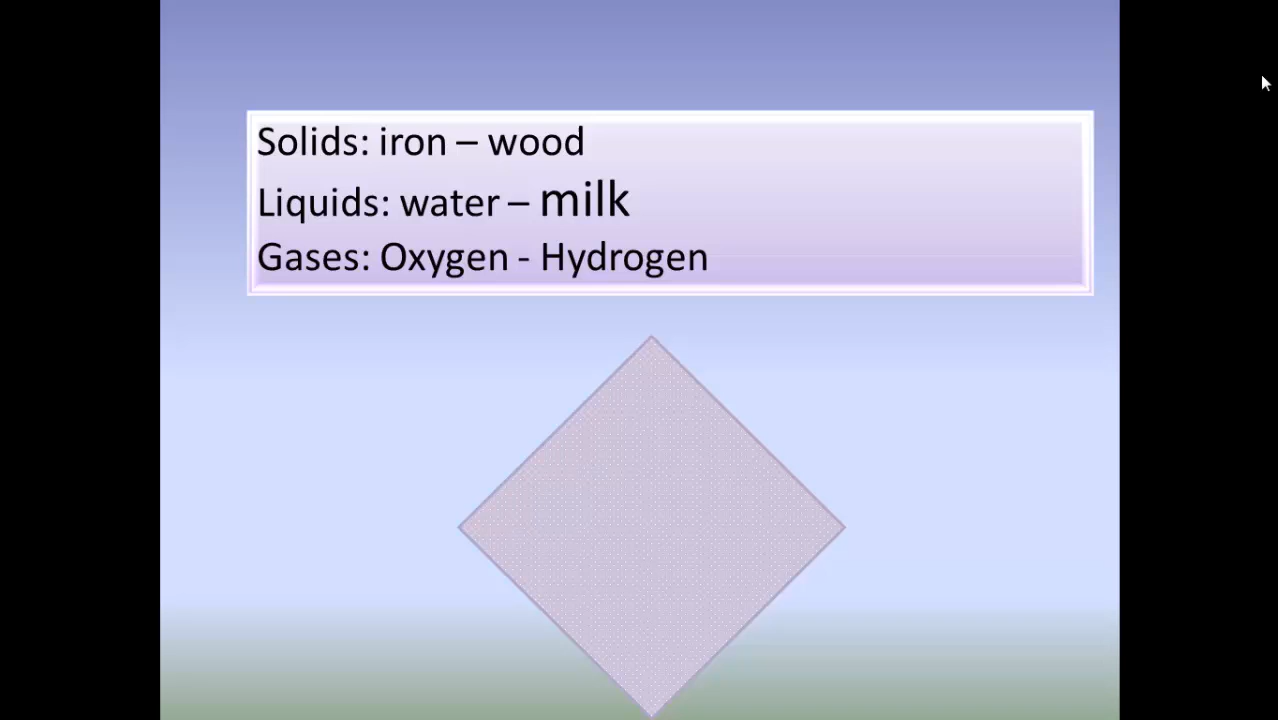 Solids: iron – wood
Liquids: water – milk
Gases: Oxygen - Hydrogen